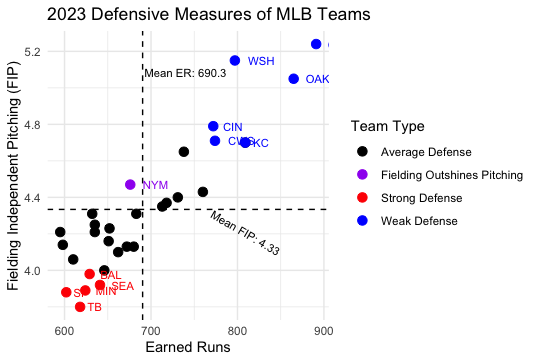 2023 Defensive Measures of MLB Teams
Fielding Independent Pitching (FIP)
5.2
4.8
4.4
4.0
WSH
Mean ER: 690.3
OAK
CIN
KC
NYM
Mean FIP: 4.33
BAL
SEA
MIN
TB
600
700
800
900
Earned Runs
Team Type
Average Defense
Fielding Outshines Pitching
Strong Defense
Weak Defense